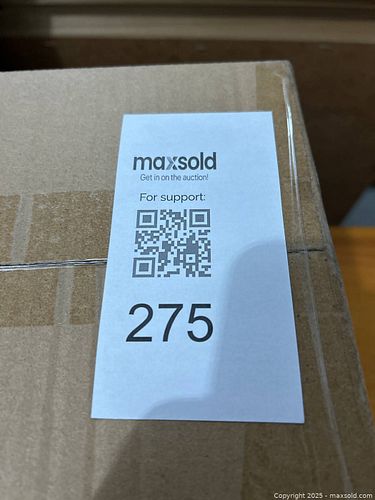 maxsold
Get in on the auction!
For support:
275
Copyright 2025 - maxsold.com